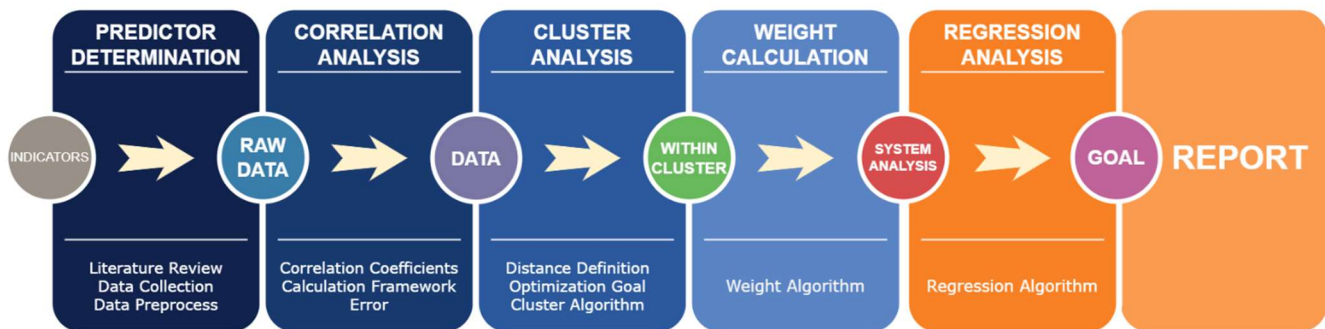 PREDICTOR
DETERMINATION
CORRELATION
ANALYSIS
CLUSTER
ANALYSIS
WEIGHT
CALCULATION
REGRESSION
ANALYSIS
INDICATORS
RAW
DATA
DATA
WITHIN
CLUSTER
SYSTEM
ANALYSIS
GOAL
REPORT
Literature Review
Data Collection
Data Preprocess
Correlation Coefficients
Calculation Framework
Error
Distance Definition
Optimization Goal
Cluster Algorithm
Weight Algorithm
Regression Algorithm